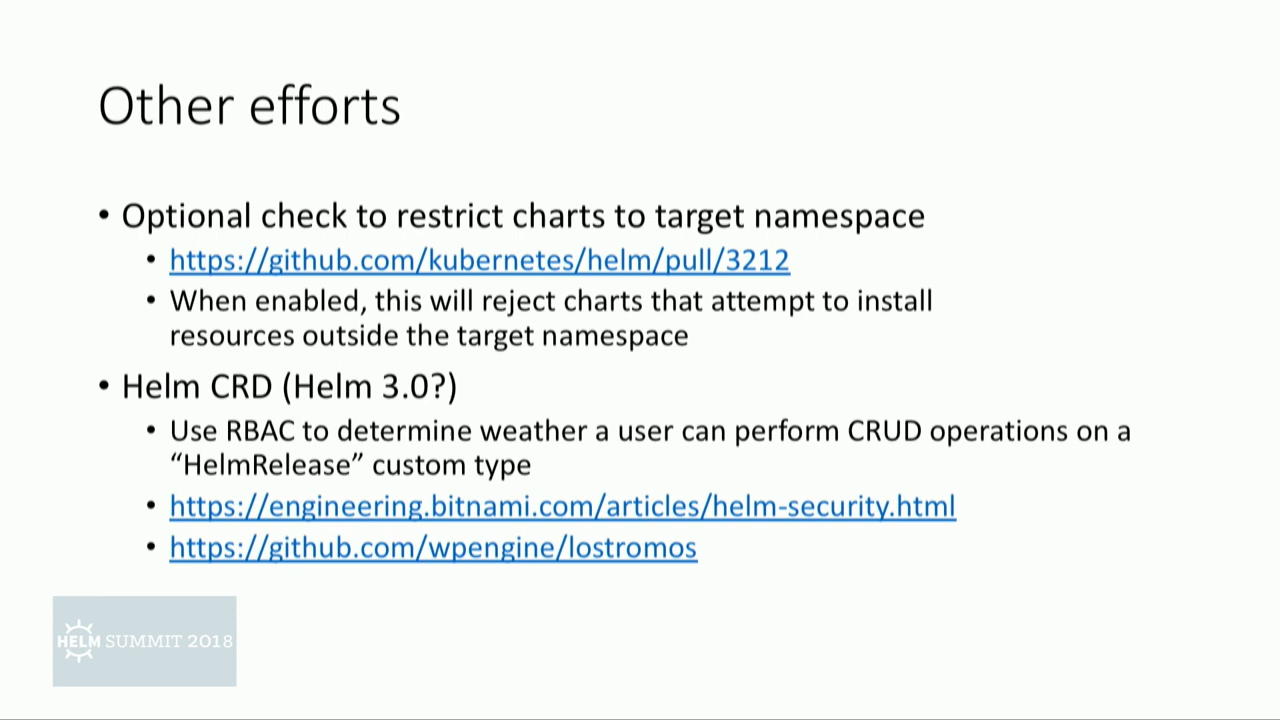 Other efforts
• Optional check to restrict charts to target namespace
• https://github.com/kubernetes/helm/pull/3212
• When enabled, this will reject charts that attempt to install
resources outside the target namespace
• Helm CRD (Helm 3.0?)
• Use RBAC to determine weather a user can perform CRUD operations on a
“HelmRelease” custom type
• https://engineering.bitnami.com/articles/helm-security.html
• https://github.com/wpengine/lostromos
HELM SUMMIT 2018